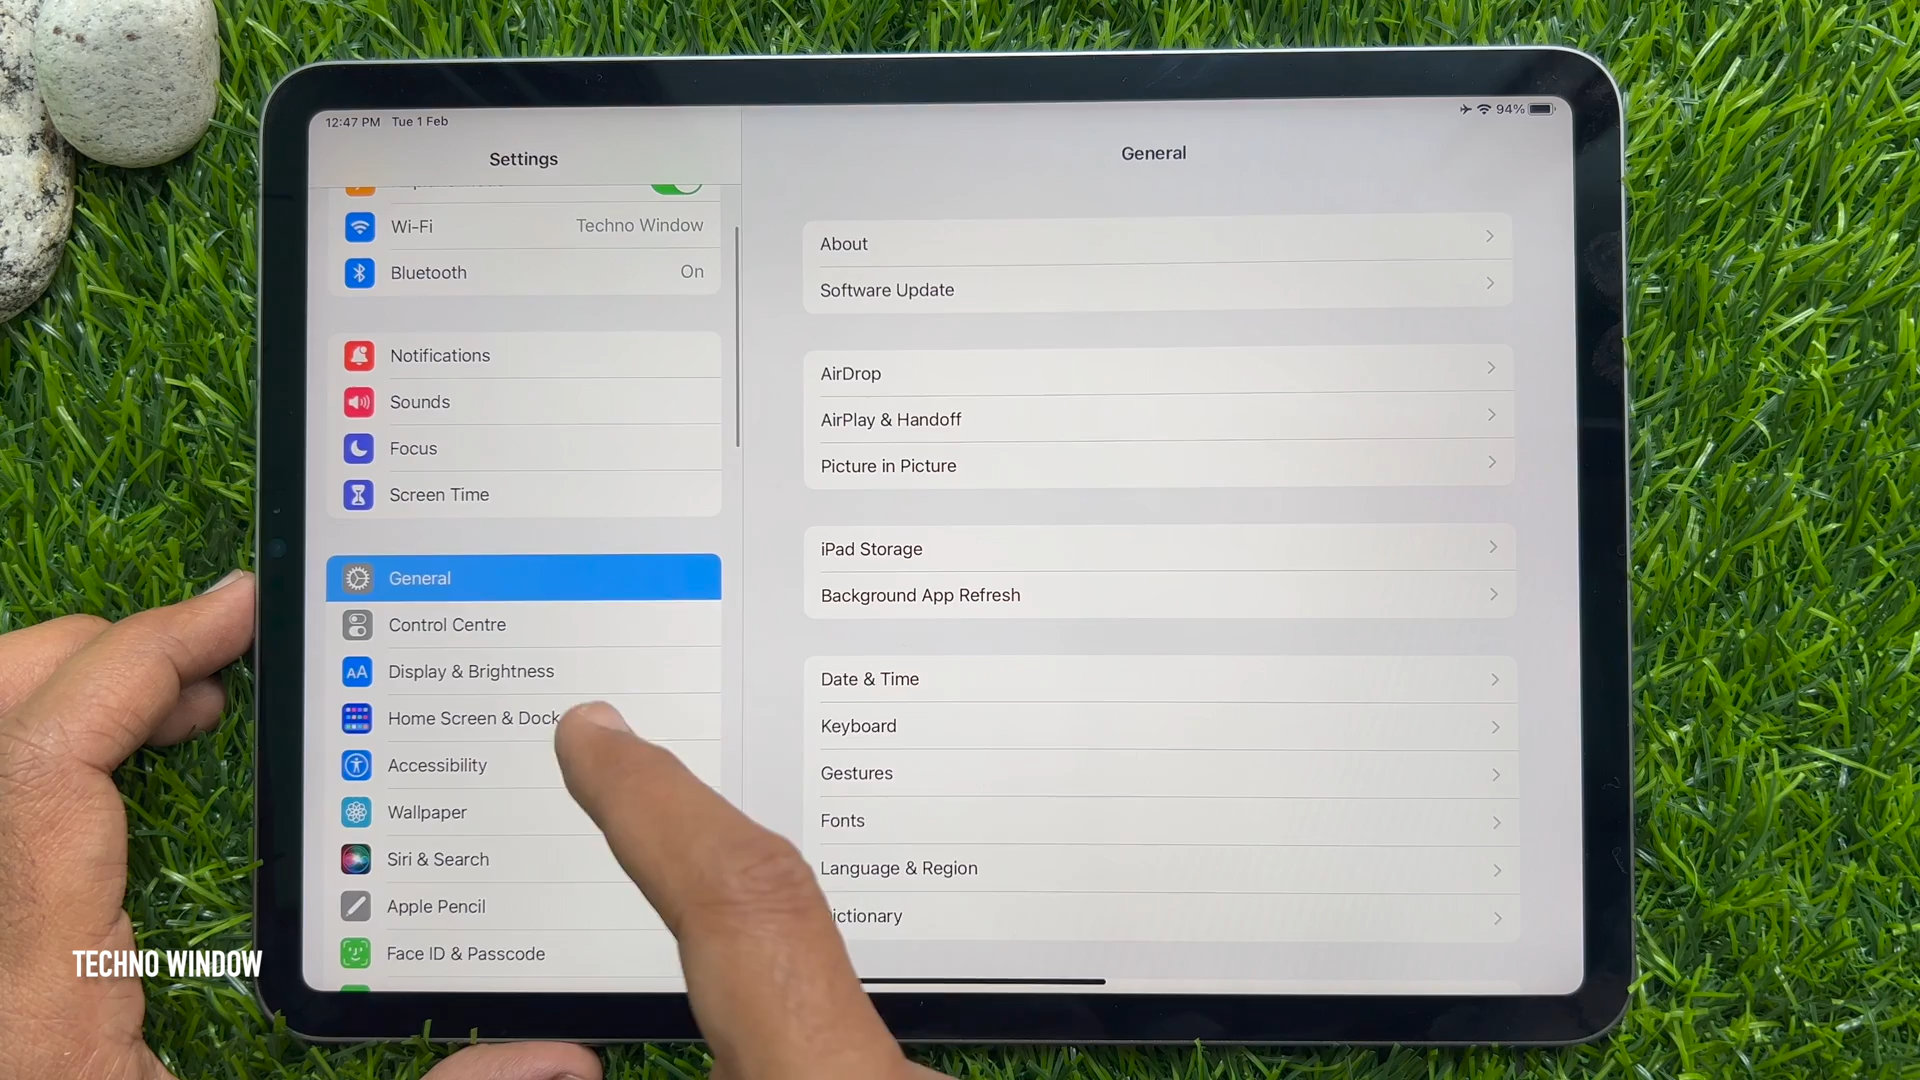 12:47 PM Tue 1 Feb
94%
Settings
Wi-Fi Techno Window
Bluetooth On
Notifications
Sounds
Focus
Screen Time
General
Control Centre
AA Display & Brightness
Home Screen & Dock
Accessibility
Wallpaper
Siri & Search
Apple Pencil
Face ID & Passcode
General
About
Software Update
AirDrop
AirPlay & Handoff
Picture in Picture
iPad Storage
Background App Refresh
Date & Time
Keyboard
Gestures
Fonts
Language & Region
ictionary
TECHNO WINDOW